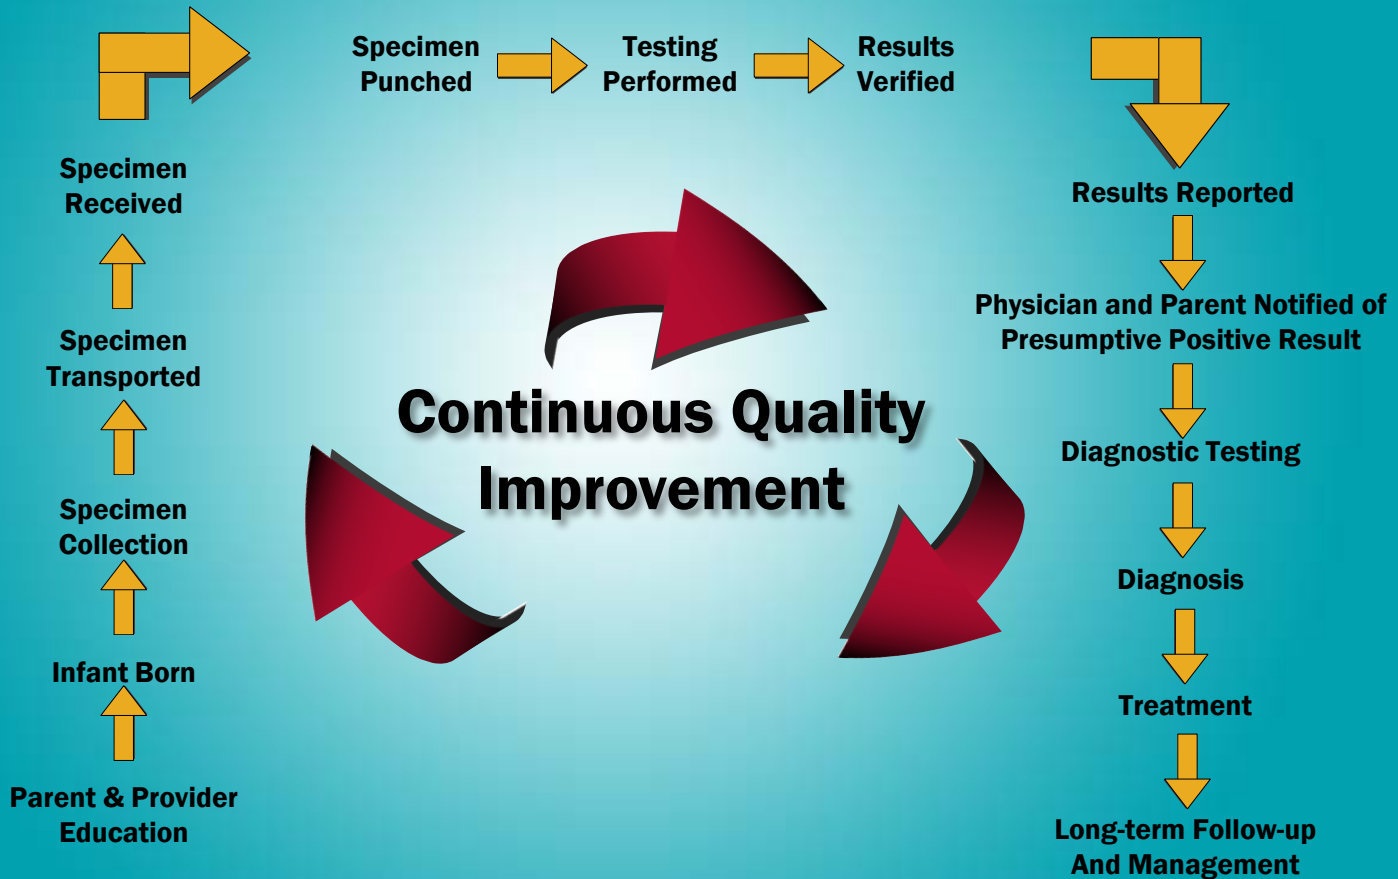 Parent & Provider
Education
Infant Born
Specimen
Collection
Specimen
Transported
Specimen
Received
Specimen
Punched
Testing
Performed
Results
Verified
Results Reported
Physician and Parent Notified of
Presumptive Positive Result
Diagnostic Testing
Diagnosis
Treatment
Long-term Follow-up
And Management
Continuous Quality
Improvement